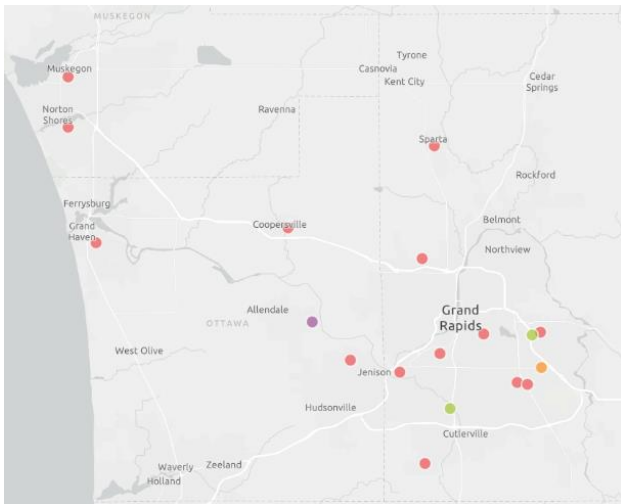 MUSKEGON
Muskegon
Norton
Shores
Tyrone
Casnovia
Kent City
Cedar
Springs
Ravenna
Sparta
Rockford
Ferrysburg
Grand
Haven
Coopersville
Belmont
Northview
Allendale
OTTAWA
Grand
Rapids
West Olive
Jenison
Hudsonville
Cutlerville
Waverly
Holland
Zeeland